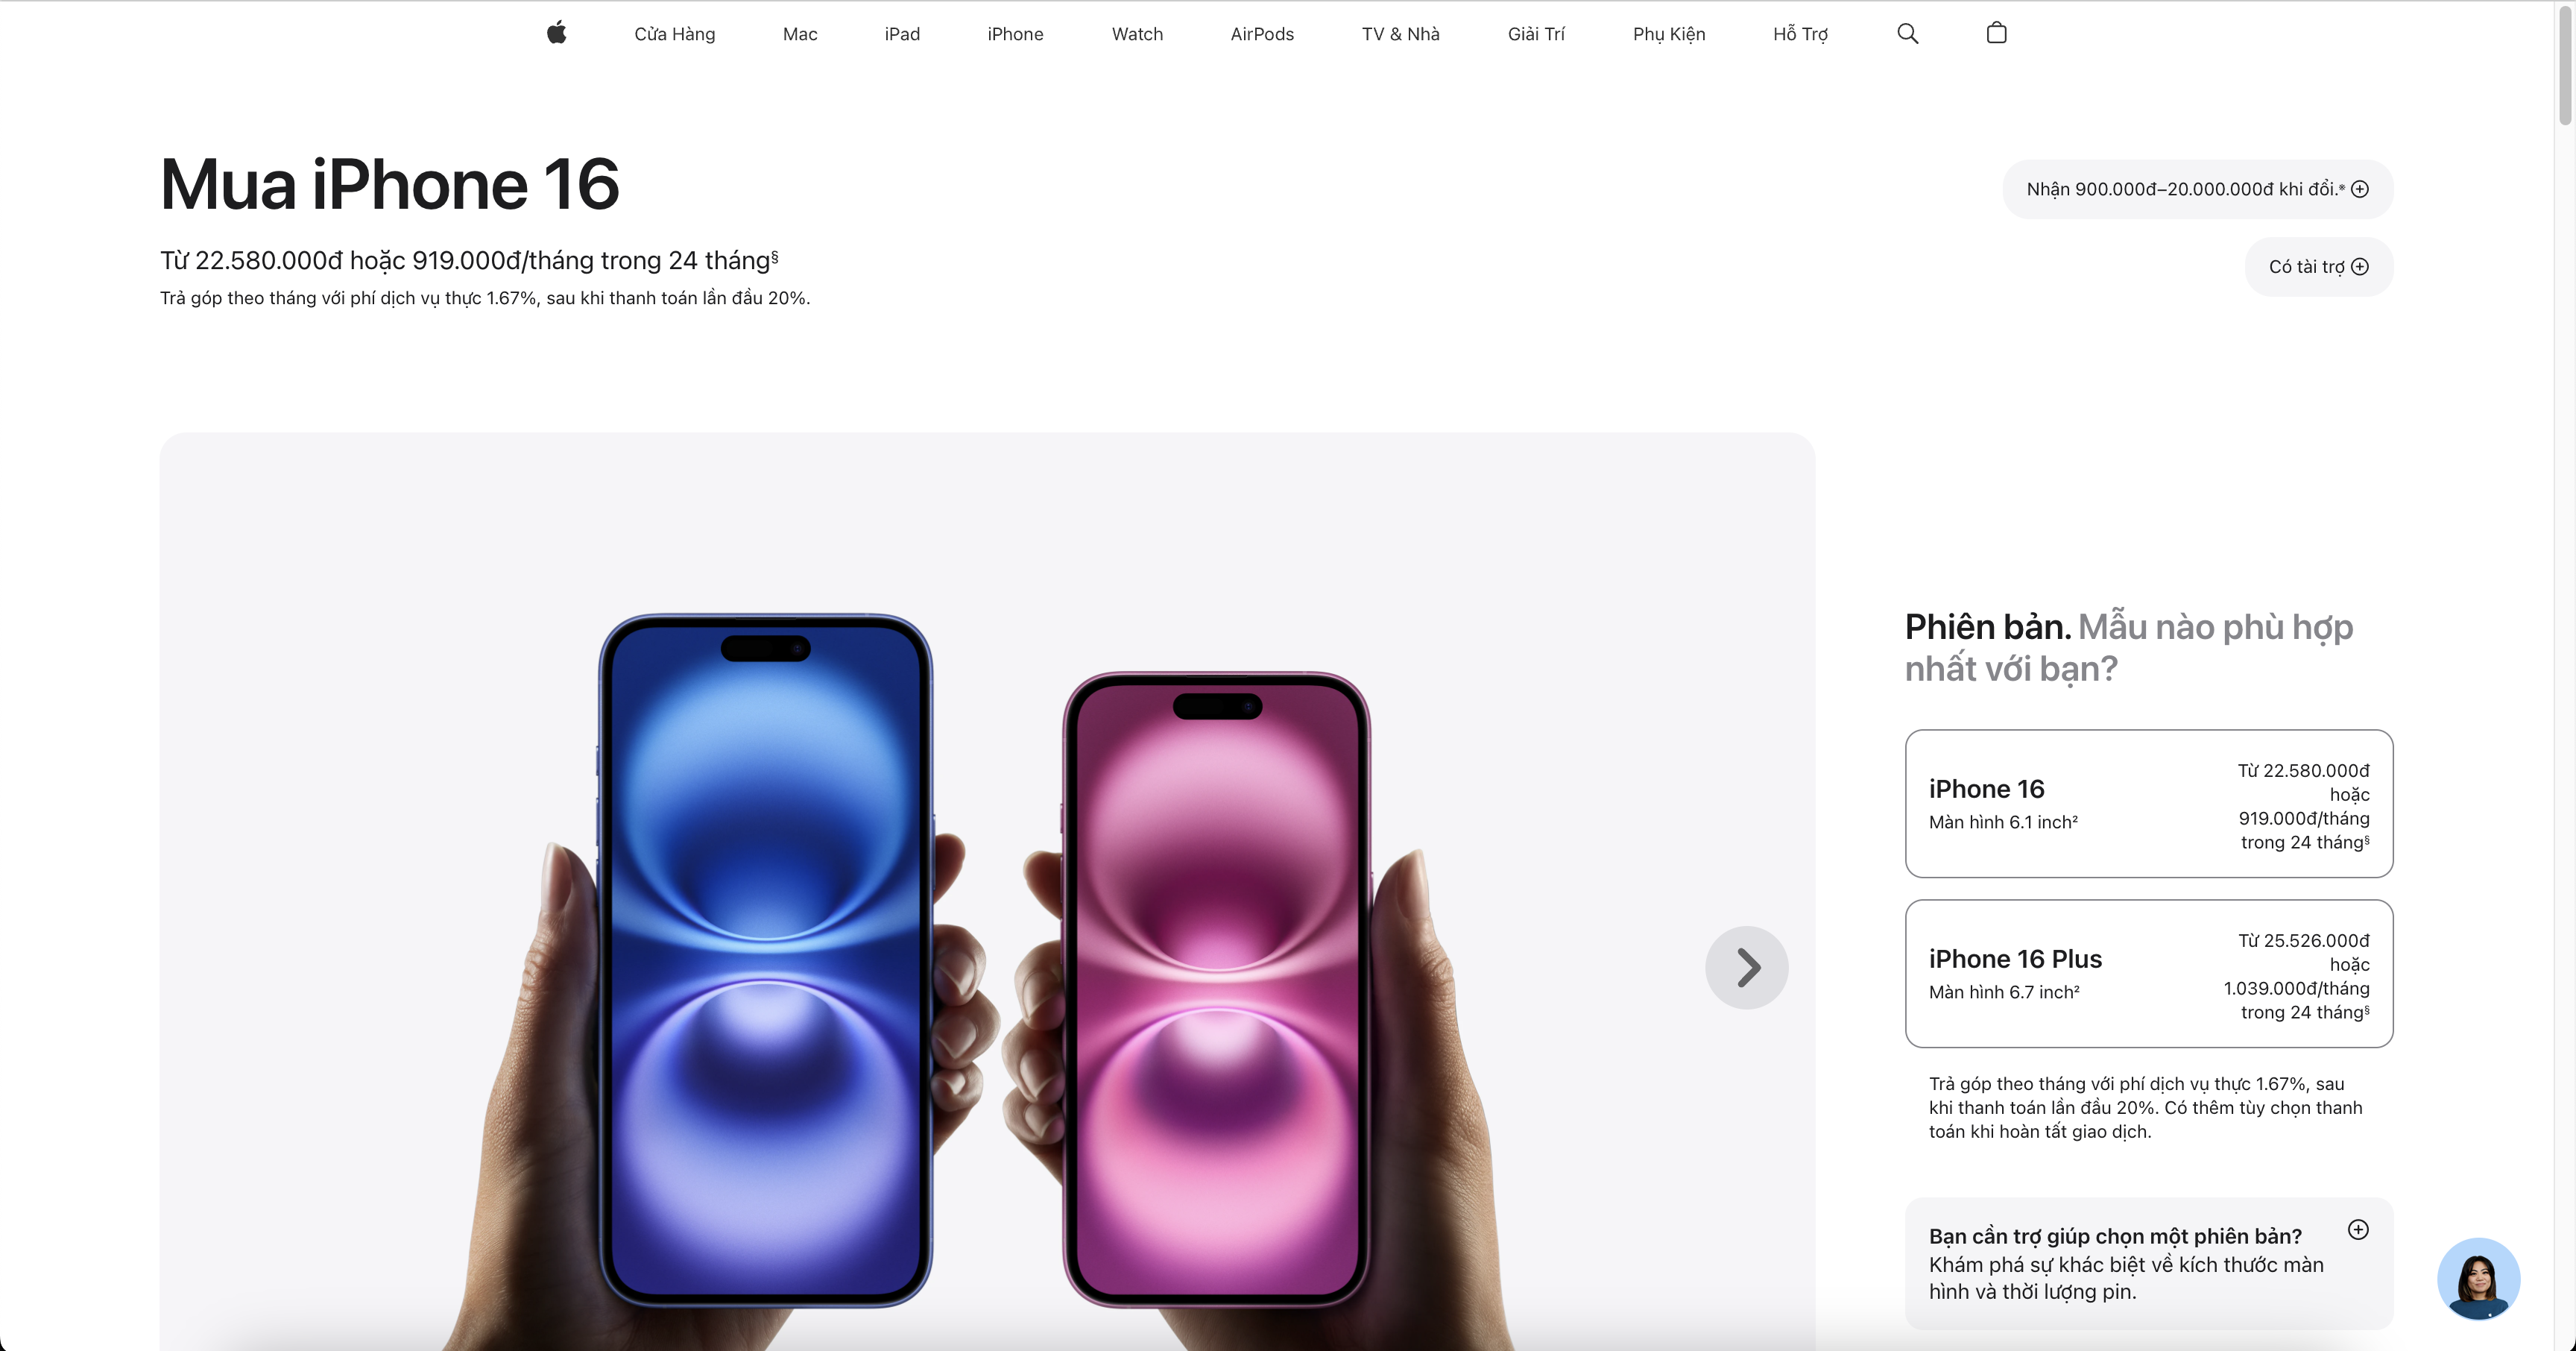 Cửa Hàng
Mac
iPad
iPhone
Watch
AirPods
TV & Nhà
Giải Trí
Phụ Kiện
Hỗ Trợ
Mua iPhone 16
Từ 22.580.000đ hoặc 919.000đ/tháng trong 24 tháng§
Trả góp theo tháng với phí dịch vụ thực 1.67%, sau khi thanh toán lần đầu 20%.
Nhận 900.000đ–20.000.000đ khi đổi.※
Có tài trợ
Phiên bản. Mẫu nào phù hợp
nhất với bạn?
iPhone 16
Màn hình 6.1 inch²
Từ 22.580.000đ
hoặc
919.000đ/tháng
trong 24 tháng§
iPhone 16 Plus
Màn hình 6.7 inch²
Từ 25.526.000đ
hoặc
1.039.000đ/tháng
trong 24 tháng§
Trả góp theo tháng với phí dịch vụ thực 1.67%, sau
khi thanh toán lần đầu 20%. Có thêm tùy chọn thanh
toán khi hoàn tất giao dịch.
Bạn cần trợ giúp chọn một phiên bản?
Khám phá sự khác biệt về kích thước màn
hình và thời lượng pin.